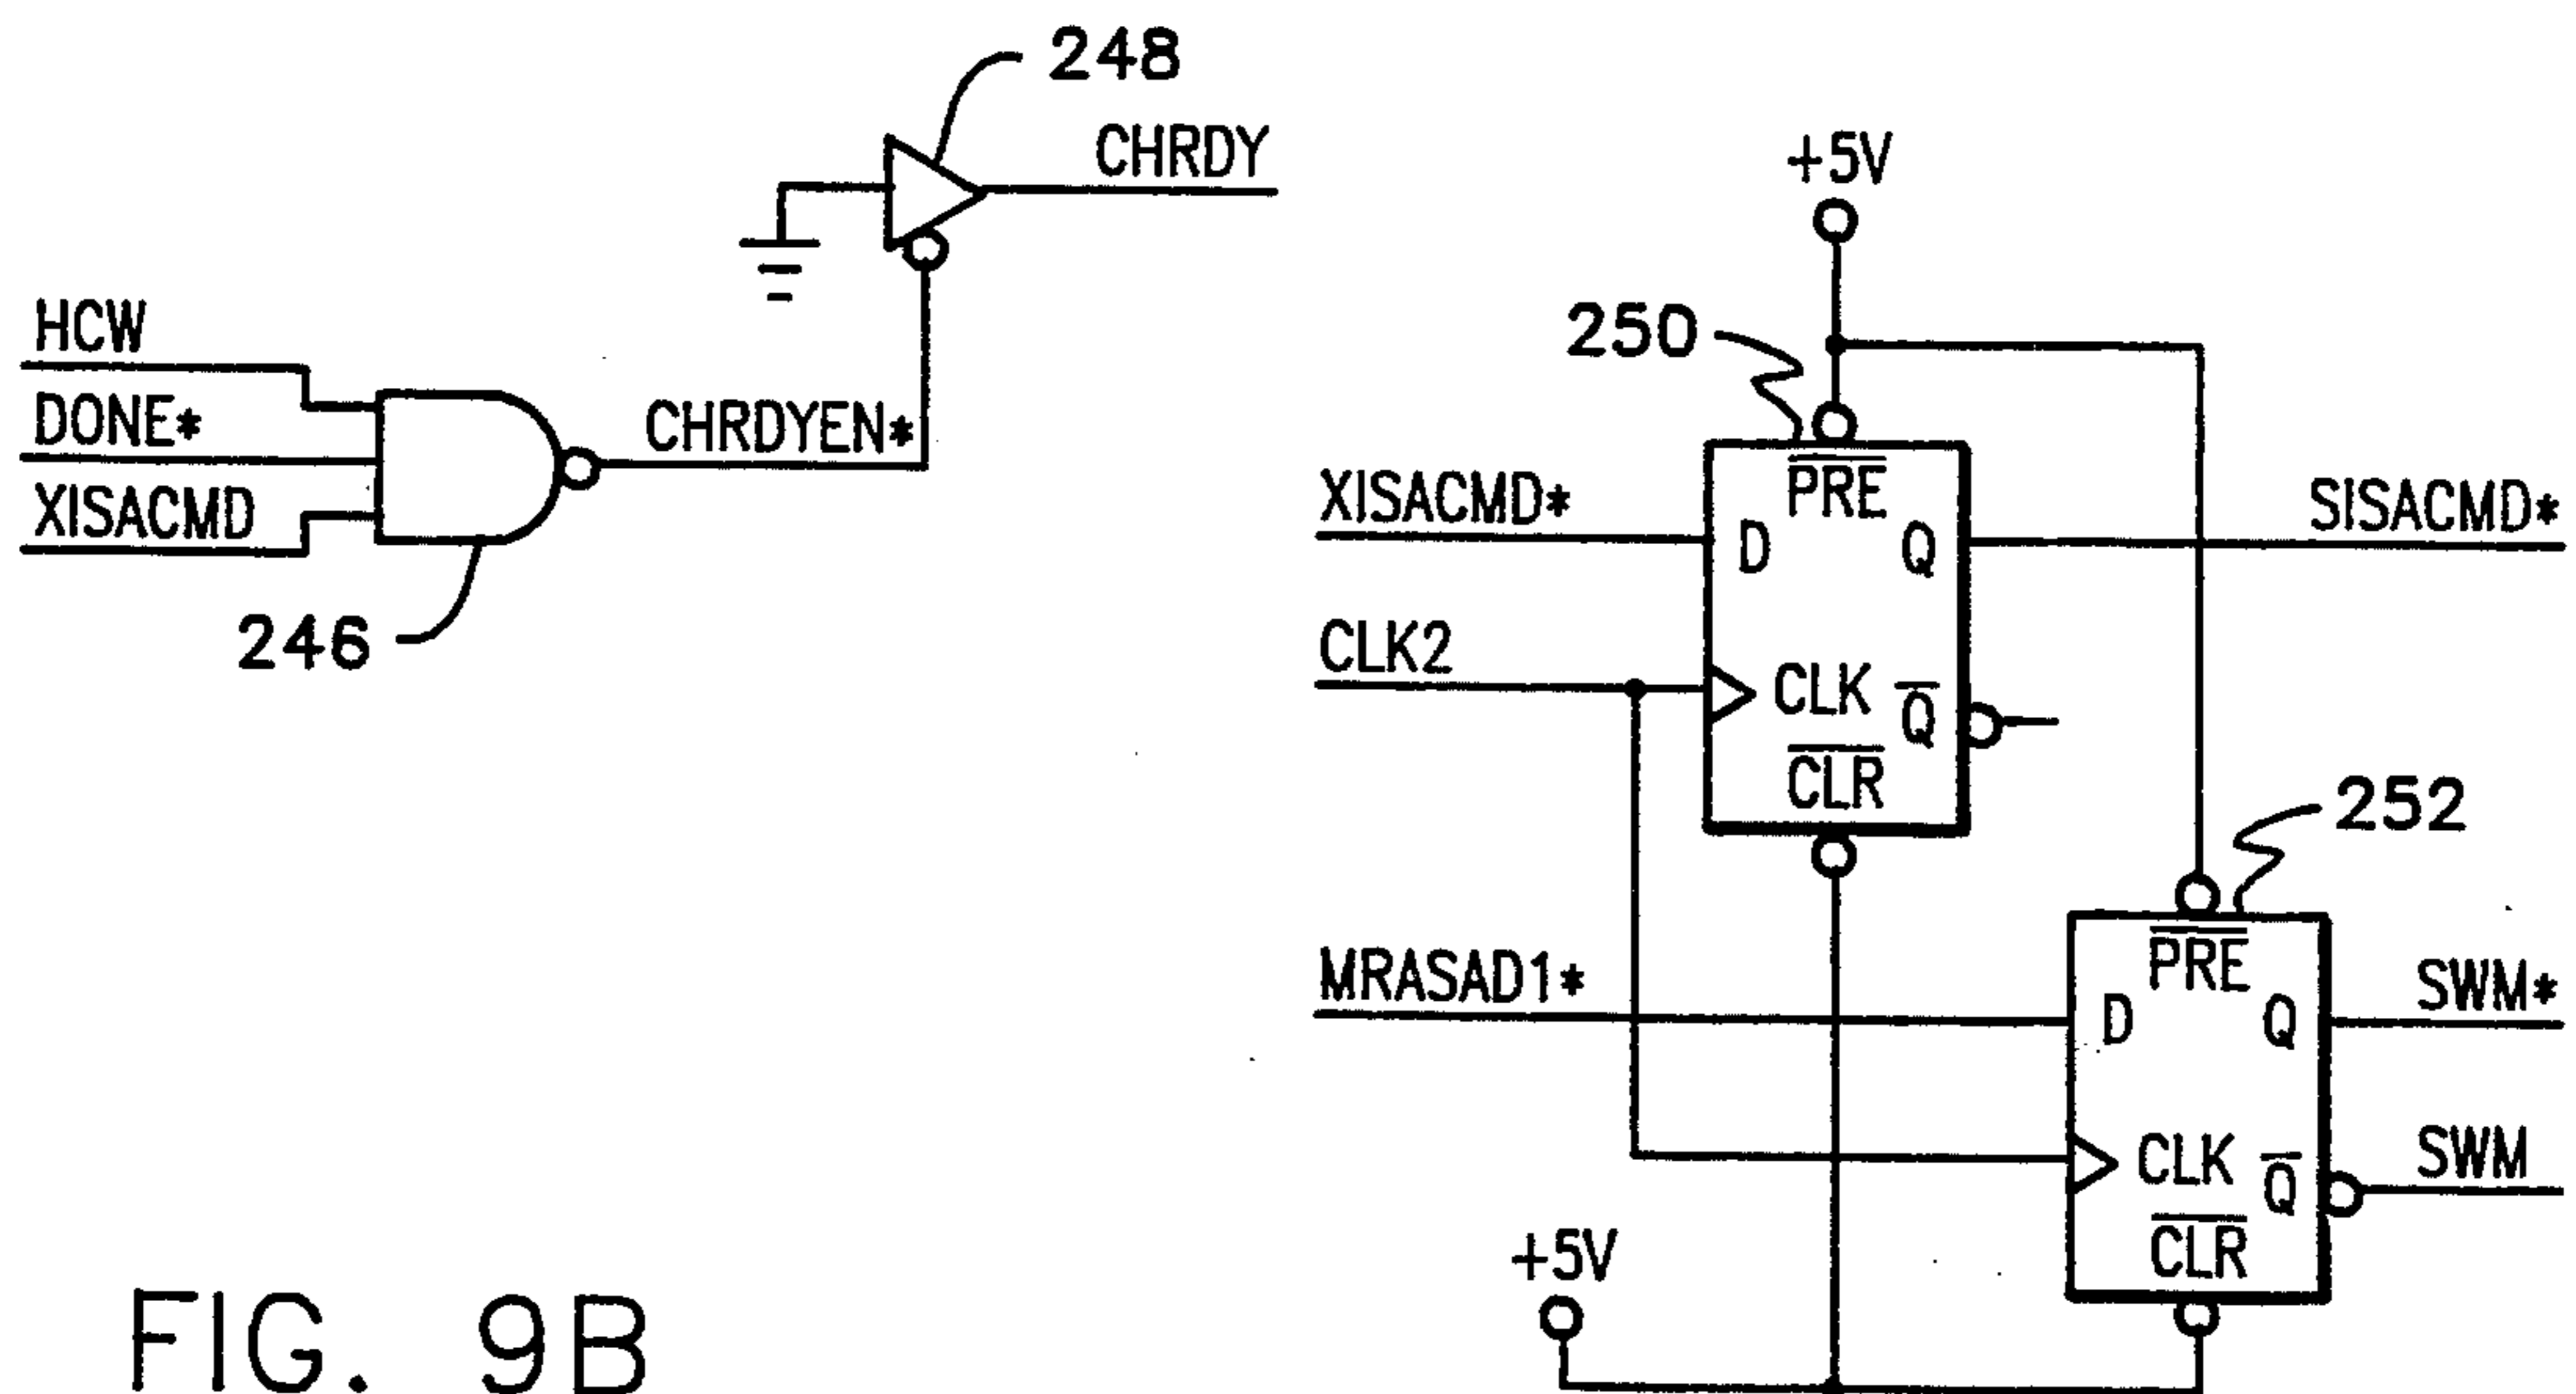 248
CHRDY
HCW
DONE*
XISACMD
CHRDYEN*
246
+5V
250
XISACMD*
PRE
D
Q
SISACMD*
CLK2
CLK
Q
CLR
252
MRASAD1*
PRE
D
Q
SWM*
CLK
Q
SWM
CLR
+5V
FIG. 9B